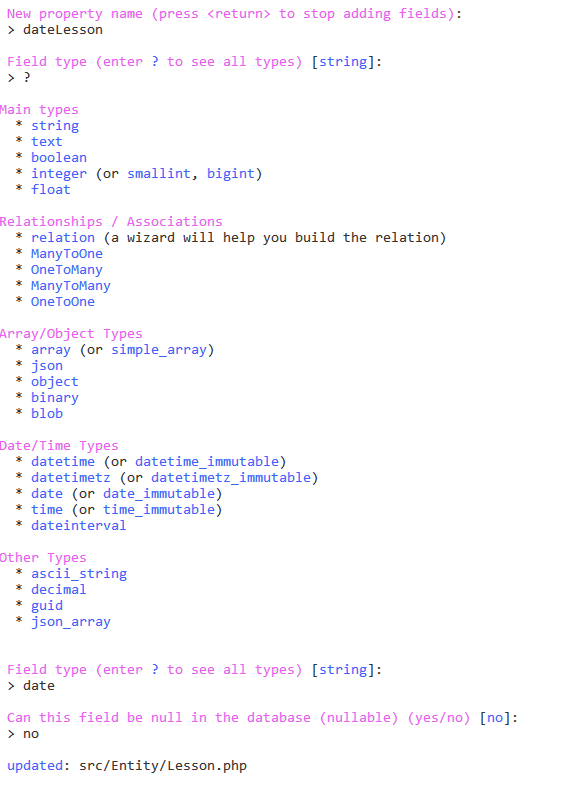 New property name (press <return> to stop adding fields):
> dateLesson
Field type (enter ? to see all types) [string]:
> ?
Main types
* string
* text
* boolean
* integer (or smallint, bigint)
* float
Relationships / Associations
* relation (a wizard will help you build the relation)
* ManyToOne
* OneToMany
* ManyToMany
* OneToOne
Array/Object Types
* array (or simple_array)
* json
* object
* binary
* blob
Date/Time Types
* datetime (or datetime_immutable)
* datetimetz (or datetimetz_immutable)
* date (or date_immutable)
* time (or time_immutable)
* dateinterval
Other Types
* ascii_string
* decimal
* guid
* json_array
Field type (enter ? to see all types) [string]:
> date
Can this field be null in the database (nullable) (yes/no) [no]:
> no
updated: src/Entity/Lesson.php